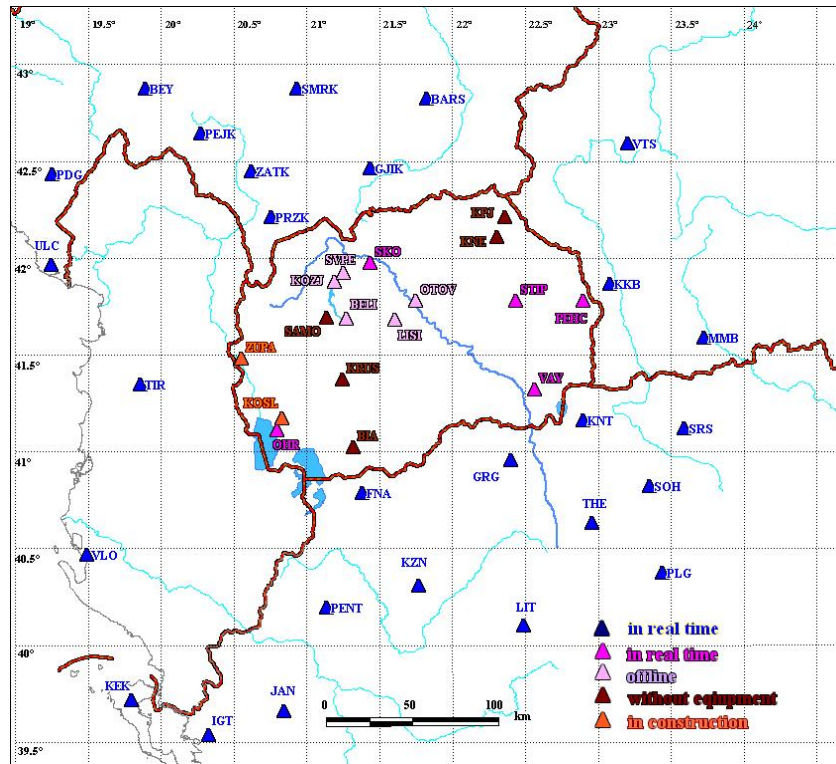 19° 19.5° 20° 20.5° 21° 21.5° 22° 22.5° 23° 23.5° 24°
43°
BEY
SMRK
BARS
PEJK
VTS
42.5°
PDG
ZATK
GJIK
PRZK
KFJ
KNK
ULC
42°
SVPE
SKO
KOZJ
OTOV
STIP
PEHC
KKB
BELI
SAMO
LISI
MMB
41.5°
ZUPA
TIR
KRUS
VAY
KOSL
OHR
BIA
KNT
SRS
41°
GRG
FNA
SOH
THE
40.5°
VLO
KZN
PLG
PENT
LIT
in real time
40°
in real time
offline
KEK
JAN
without eqinpment
IGT
0 50 100
km
in construction
39.5°